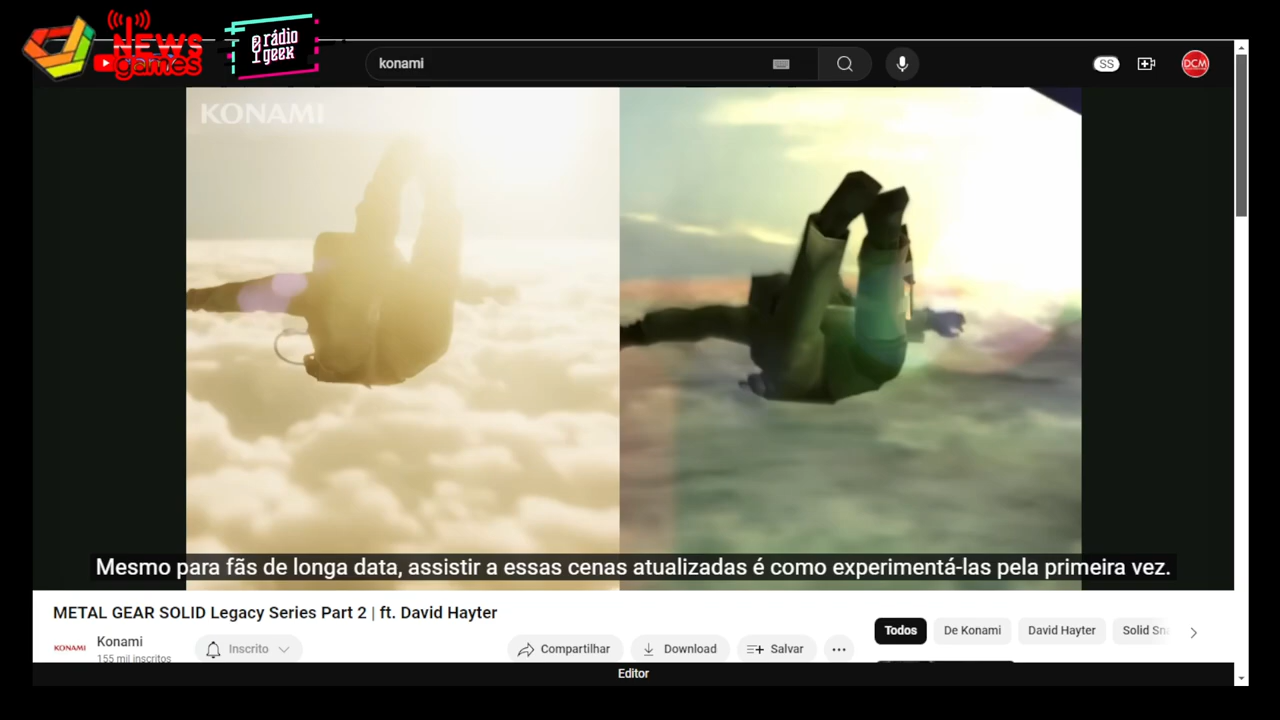 NEWS
games
rádio
geek
konami
SS
DCM
KONAMI
Mesmo para fãs de longa data, assistir a essas cenas atualizadas é como experimentá-las pela primeira vez.
METAL GEAR SOLID Legacy Series Part 2 | ft. David Hayter
KONAMI
Konami
155 mil inscritos
Inscrito
Compartilhar
Download
Salvar
Todos
De Konami
David Hayter
Solid Sn
Editor